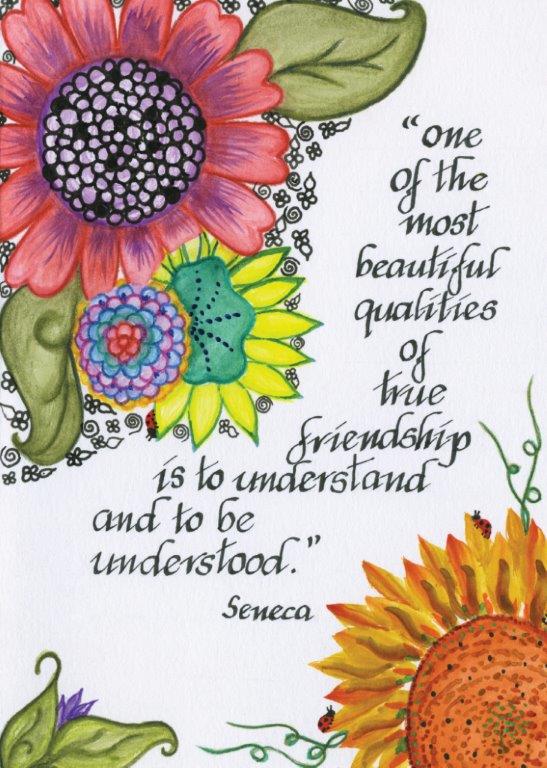 “one
of the
most
beautiful
qualities
of
true
friendship
is to understand
and to be
understood.”
Seneca